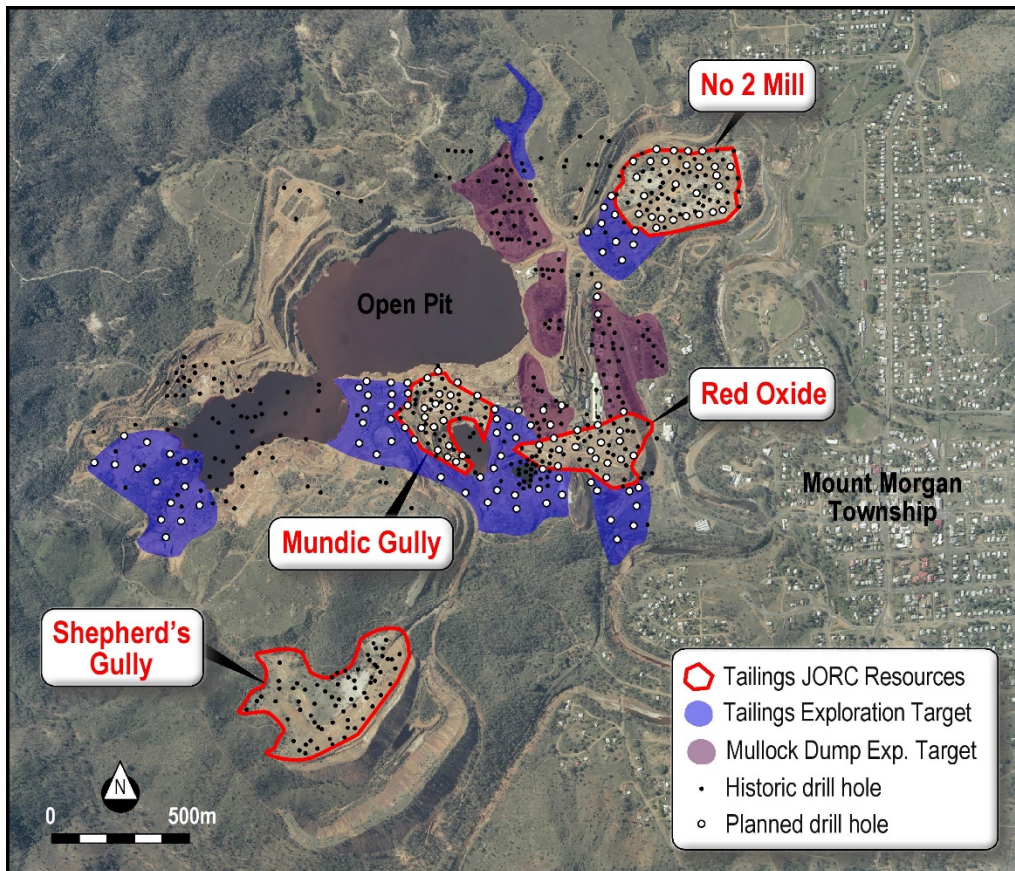 No 2 Mill
Open Pit
Red Oxide
Mount Morgan
Township
Mundic Gully
Shepherd's
Gully
Tailings JORC Resources
Tailings Exploration Target
Mullock Dump Exp. Target
Historic drill hole
Planned drill hole
N
0 500m